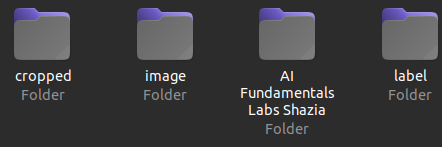 cropped
Folder
image
Folder
AI
Fundamentals
Labs Shazia
Folder
label
Folder